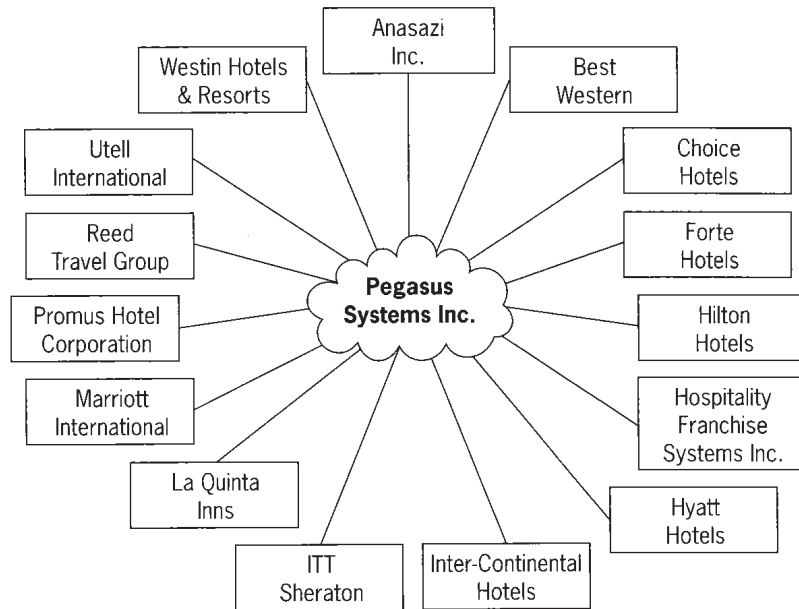 Anasazi
Inc.
Westin Hotels
& Resorts
Best
Western
Utell
International
Choice
Hotels
Reed
Travel Group
Forte
Hotels
Pegasus
Systems Inc.
Promus Hotel
Corporation
Hilton
Hotels
Marriott
International
Hospitality
Franchise
Systems Inc.
La Quinta
Inns
Hyatt
Hotels
ITT
Sheraton
Inter-Continental
Hotels